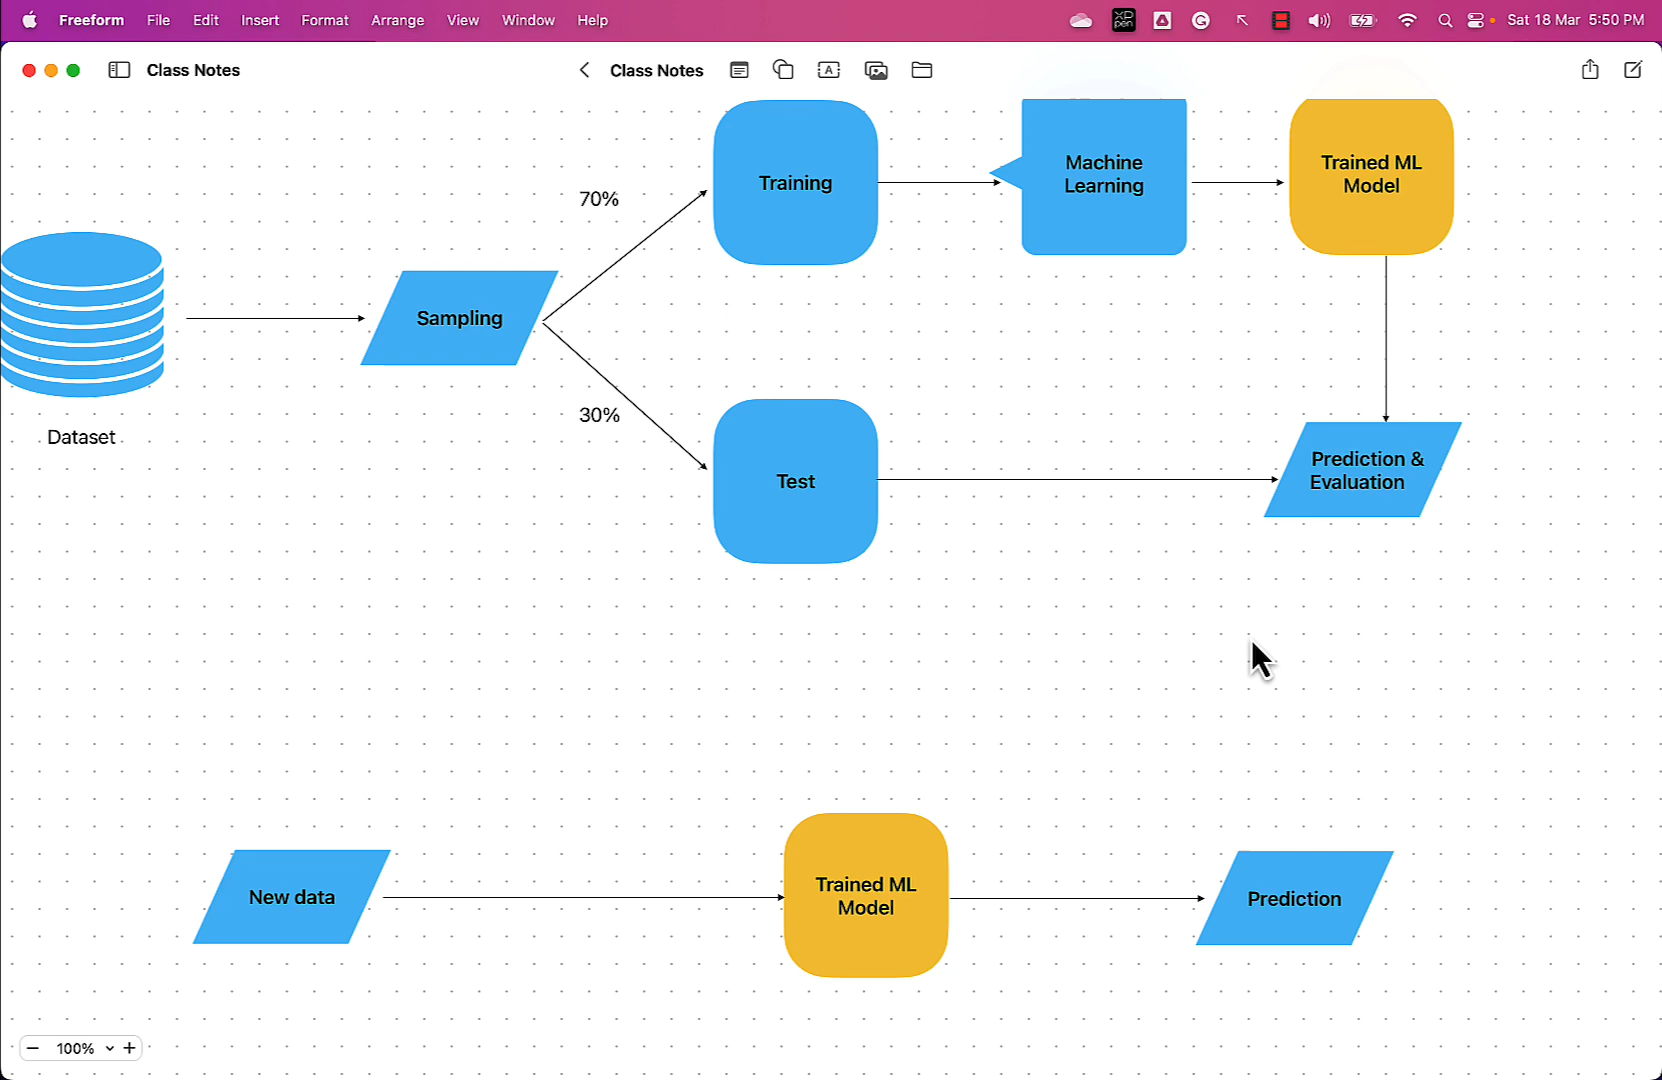 Freeform File Edit Insert Format Arrange View Window Help
XP
pen
Sat 18 Mar 5:50 PM
Class Notes
Class Notes
Training
Machine
Learning
Trained ML
Model
70%
Sampling
30%
Dataset
Test
Prediction &
Evaluation
New data
Trained ML
Model
Prediction
100%